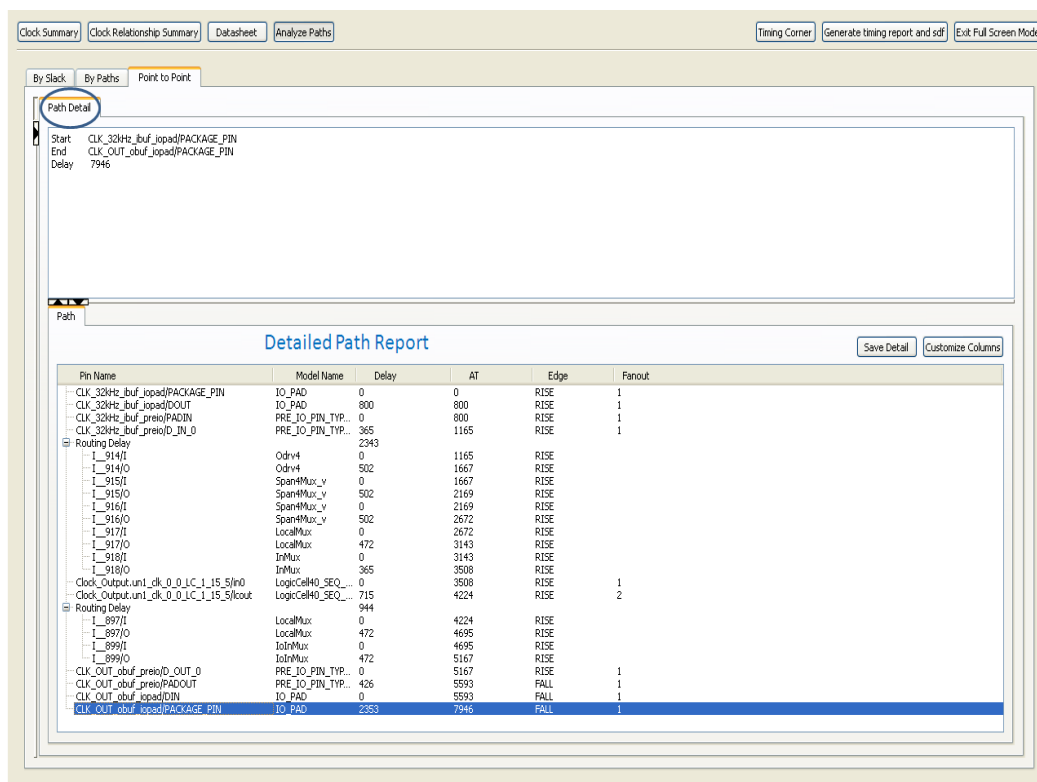 Clock Summary Clock Relationship Summary Datasheet Analyze Paths Timing Corner Generate timing report and sdf Exit Full Screen Mode
By Slack By Paths Point to Point
Path Detail
Start CLK_32kHz_ibuf_iopad/PACKAGE_PIN
End CLK_OUT_obuf_iopad/PACKAGE_PIN
Delay 7946
Path
Detailed Path Report Save Detail Customize Columns
Pin Name Model Name Delay AT Edge Fanout
CLK_32kHz_ibuf_iopad/PACKAGE_PIN IO_PAD 0 0 RISE 1
CLK_32kHz_ibuf_iopad/DOUT IO_PAD 800 800 RISE 1
CLK_32kHz_ibuf_preio/PADIN PRE_IO_PIN_TYP... 0 800 RISE 1
CLK_32kHz_ibuf_preio/D_IN_0 PRE_IO_PIN_TYP... 365 1165 RISE 1
Routing Delay 2343
I__914/I Odrv4 0 1165 RISE
I__914/O Odrv4 502 1667 RISE
I__915/I Span4Mux_v 0 1667 RISE
I__915/O Span4Mux_v 502 2169 RISE
I__916/I Span4Mux_v 0 2169 RISE
I__916/O Span4Mux_v 502 2672 RISE
I__917/I LocalMux 0 2672 RISE
I__917/O LocalMux 472 3143 RISE
I__918/I InMux 0 3143 RISE
I__918/O InMux 365 3508 RISE
Clock_Output.un1_clk_0_0_LC_1_15_5/in0 LogicCell40_SEQ_... 0 3508 RISE 1
Clock_Output.un1_clk_0_0_LC_1_15_5/lcout LogicCell40_SEQ_... 715 4224 RISE 2
Routing Delay 944
I__897/I LocalMux 0 4224 RISE
I__897/O LocalMux 472 4695 RISE
I__899/I IoInMux 0 4695 RISE
I__899/O IoInMux 472 5167 RISE
CLK_OUT_obuf_preio/D_OUT_0 PRE_IO_PIN_TYP... 0 5167 RISE 1
CLK_OUT_obuf_preio/PADOUT PRE_IO_PIN_TYP... 426 5593 FALL 1
CLK_OUT_obuf_iopad/DIN IO_PAD 0 5593 FALL 1
CLK_OUT_obuf_iopad/PACKAGE_PIN IO_PAD 2353 7946 FALL 1